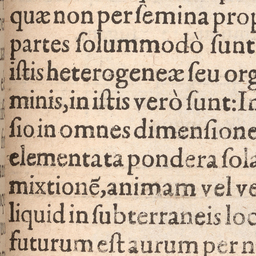 quæ non per ſemina prop
partes ſolummodò ſunt
iſtis heterogeneæ ſeu org
minis, in iſtis verò ſunt: In
ſio in omnes dimenſione
elementata pondera ſola
mixtionẽ, animam vel ve
liquid in ſubterraneis loc
futurum eſt aurum per n